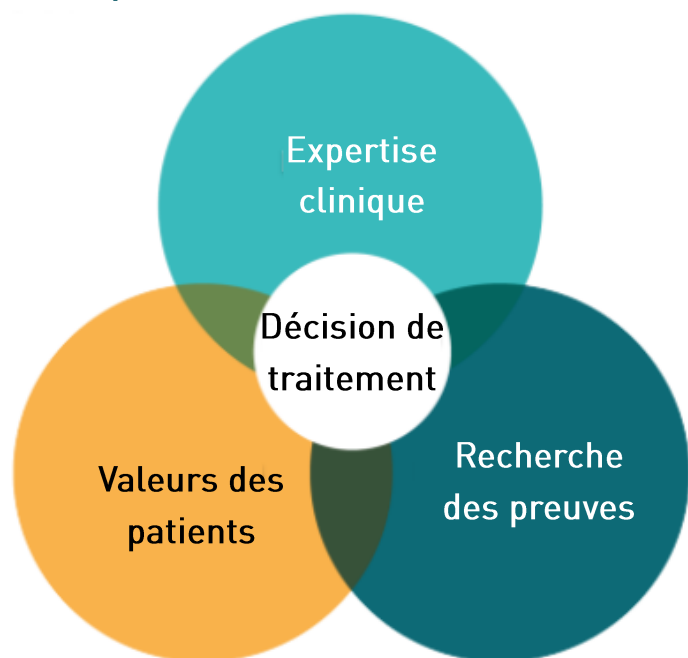 Expertise
clinique
Décision de
traitement
Valeurs des
patients
Recherche
des preuves